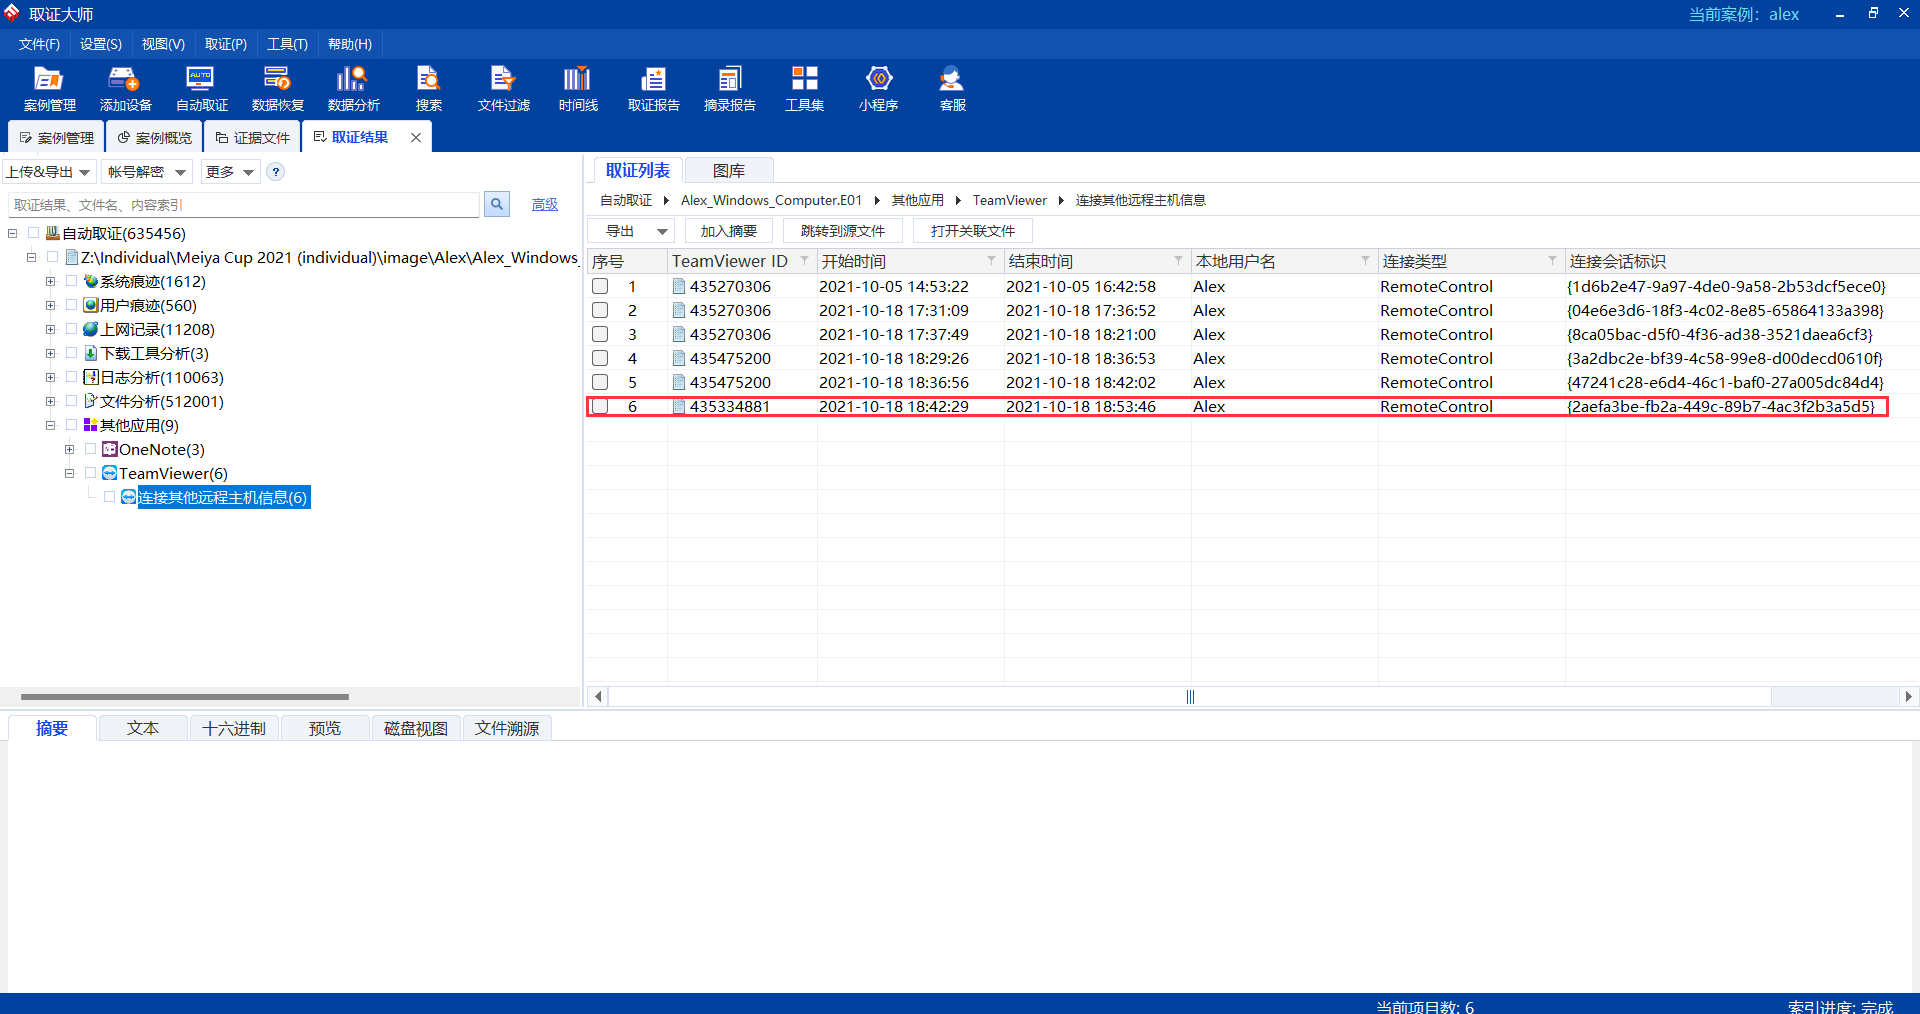 取证大师
当前案例：alex
文件(F) 设置(S) 视图(V) 取证(P) 工具(T) 帮助(H)
AUTO
案例管理 添加设备 自动取证 数据恢复 数据分析 搜索 文件过滤 时间线 取证报告 摘录报告 工具集 小程序 客服
案例管理 案例概览 证据文件 取证结果
上传&导出 帐号解密 更多 ?
取证结果、文件名、内容索引 高级
自动取证(635456)
Z:\Individual\Meiya Cup 2021 (individual)\image\Alex\Alex_Windows_
系统痕迹(1612)
用户痕迹(560)
上网记录(11208)
下载工具分析(3)
日志分析(110063)
文件分析(512001)
其他应用(9)
OneNote(3)
TeamViewer(6)
连接其他远程主机信息(6)
取证列表 图库
自动取证 Alex_Windows_Computer.E01 其他应用 TeamViewer 连接其他远程主机信息
导出 加入摘要 跳转到源文件 打开关联文件
序号 TeamViewer ID 开始时间 结束时间 本地用户名 连接类型 连接会话标识
1 435270306 2021-10-05 14:53:22 2021-10-05 16:42:58 Alex RemoteControl {1d6b2e47-9a97-4de0-9a58-2b53dcf5ece0}
2 435270306 2021-10-18 17:31:09 2021-10-18 17:36:52 Alex RemoteControl {04e6e3d6-18f3-4c02-8e85-65864133a398}
3 435270306 2021-10-18 17:37:49 2021-10-18 18:21:00 Alex RemoteControl {8ca05bac-d5f0-4f36-ad38-3521daea6cf3}
4 435475200 2021-10-18 18:29:26 2021-10-18 18:36:53 Alex RemoteControl {3a2dbc2e-bf39-4c58-99e8-d00decd0610f}
5 435475200 2021-10-18 18:36:56 2021-10-18 18:42:02 Alex RemoteControl {47241c28-e6d4-46c1-baf0-27a005dc84d4}
6 435334881 2021-10-18 18:42:29 2021-10-18 18:53:46 Alex RemoteControl {2aefa3be-fb2a-449c-89b7-4ac3f2b3a5d5}
摘要 文本 十六进制 预览 磁盘视图 文件溯源
当前项目数: 6 索引进度: 完成